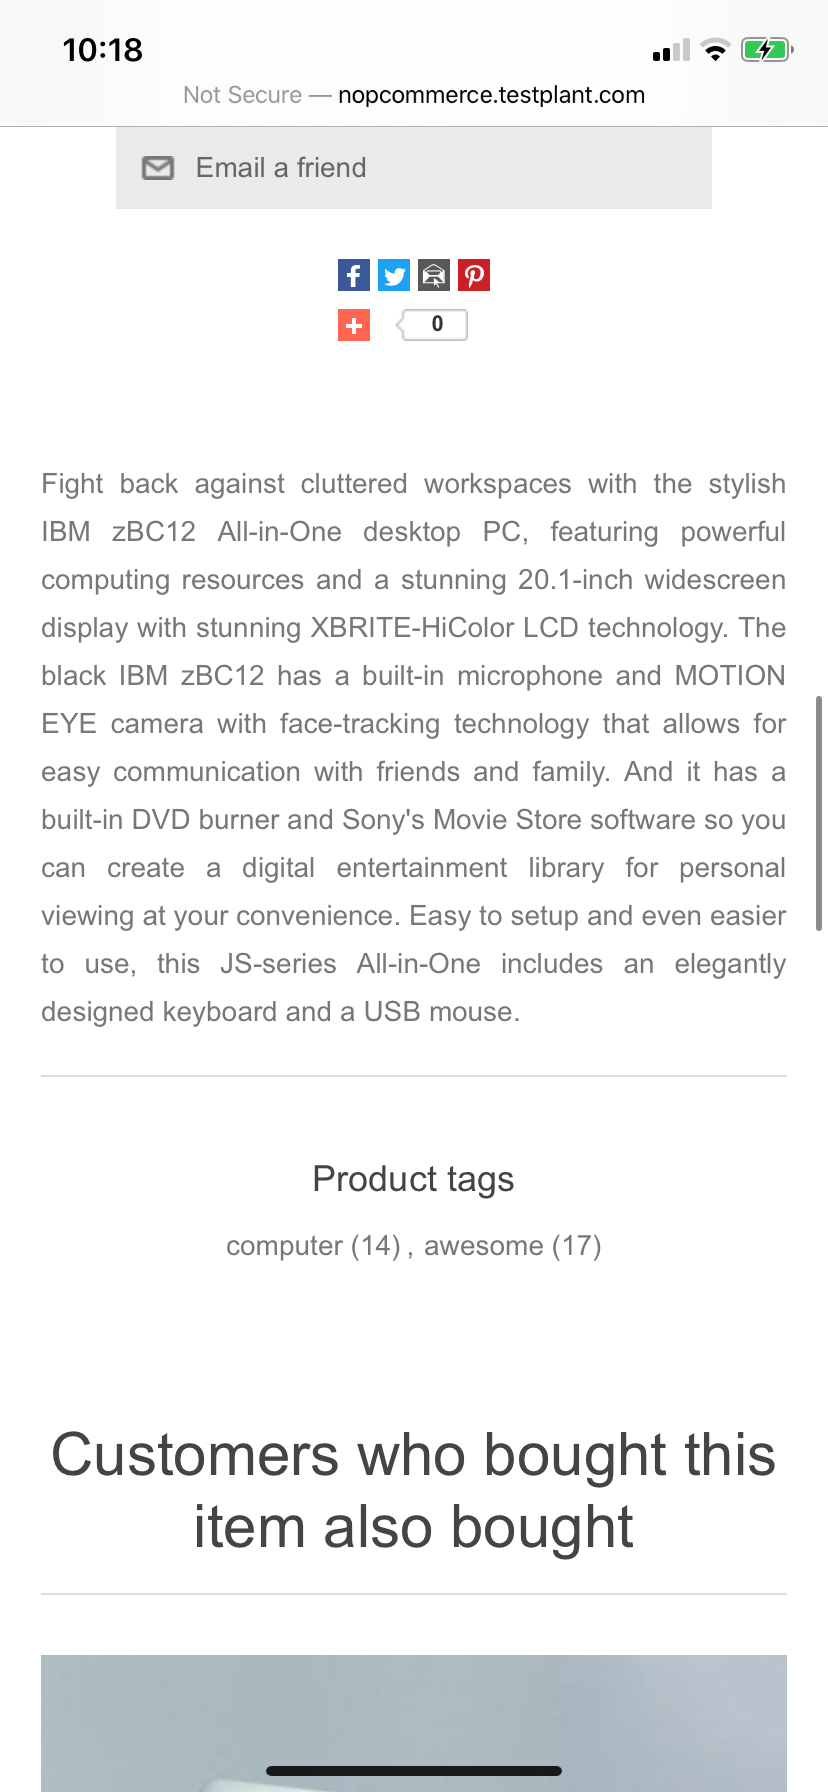 10:18
Not Secure — nopcommerce.testplant.com
Email a friend
0
Fight back against cluttered workspaces with the stylish
IBM zBC12 All-in-One desktop PC, featuring powerful
computing resources and a stunning 20.1-inch widescreen
display with stunning XBRITE-HiColor LCD technology. The
black IBM zBC12 has a built-in microphone and MOTION
EYE camera with face-tracking technology that allows for
easy communication with friends and family. And it has a
built-in DVD burner and Sony's Movie Store software so you
can create a digital entertainment library for personal
viewing at your convenience. Easy to setup and even easier
to use, this JS-series All-in-One includes an elegantly
designed keyboard and a USB mouse.
Product tags
computer (14) , awesome (17)
Customers who bought this
item also bought